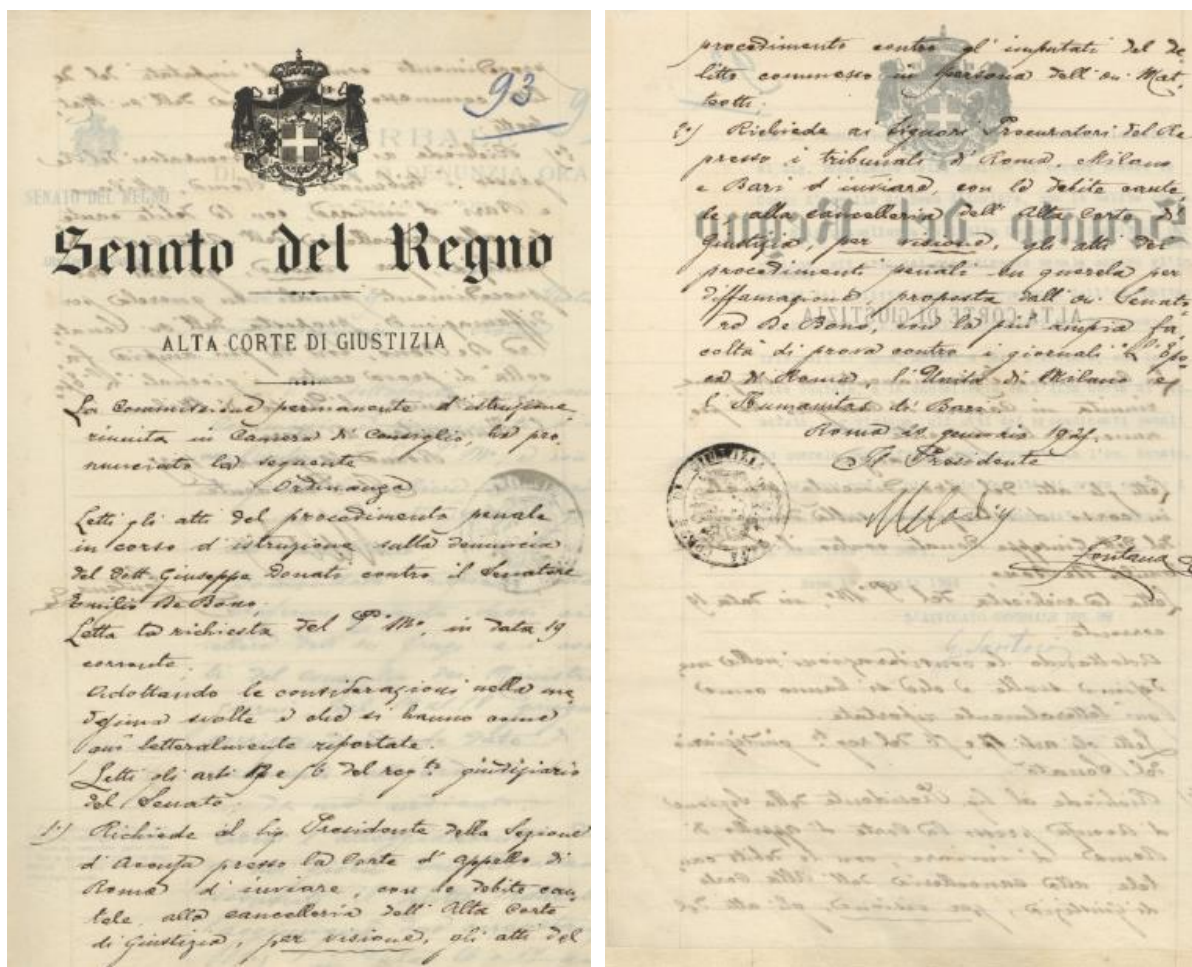 93
Senato del Regno
ALTA CORTE DI GIUSTIZIA
La Commissione permanente d'istruzione,
riunita in Camera di Consiglio, ha pro-
nunciato la seguente
Ordinanza
Letti gli atti del procedimento penale
in corso d'istruzione sulla denuncia
del Dott. Giuseppe Donati contro il Senatore
Emilio De Bono,
Letta la richiesta del P. M., in data 19
corrente.
Adottando le considerazioni nella me-
desima svolte e che si hanno come
qui letteralmente riportate.
Letti gli arti 17 e 56 del reg.to giudiziario
del Senato.
1°) Richiede al Sig. Presidente della Sezione
d'Accusa presso la Corte d'Appello di
Roma d'inviare, con le debite cau-
tele, alla cancelleria dell'Alta Corte
di Giustizia, per visione, gli atti del
procedimento contro gl'imputati del de
litto commesso in persona dell'on. Mat-
teotti.
2°) Richiede ai Signori Procuratori del Re
presso i tribunali di Roma, Milano
e Bari d'inviare, con le debite caute
le, alla cancelleria dell'Alta Corte di
Giustizia, per visione, gli atti dei
procedimenti penali su querela per
diffamazione proposta dall'on. Senato
re De Bono, con la più ampia fa
coltà di prova contro i giornali "L'Epo
ca di Roma, l'Unità di Milano ed
l'Humanitas di Bari
Roma gennaio 1925.
Il Presidente
Fontana